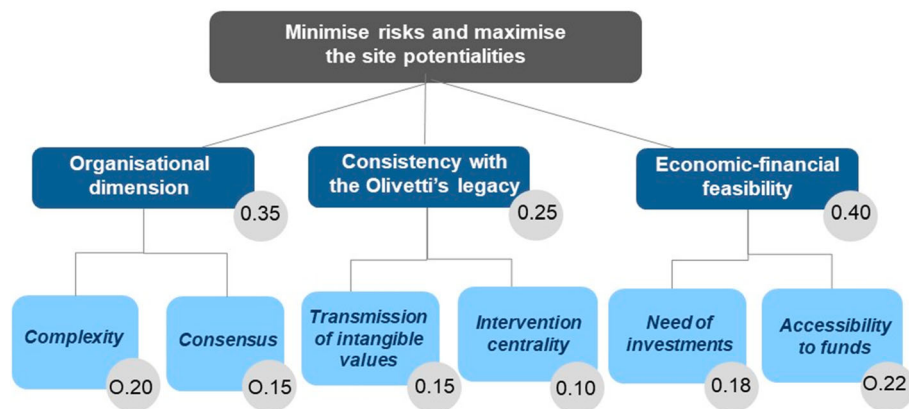 Minimise risks and maximise
the site potentialities
Organisational
dimension
0.35
Consistency with
the Olivetti's legacy
0.25
Economic-financial
feasibility
0.40
Complexity
O.20
Consensus
O.15
Transmission
of intangible
values
0.15
Intervention
centrality
0.10
Need of
investments
0.18
Accessibility
to funds
O.22